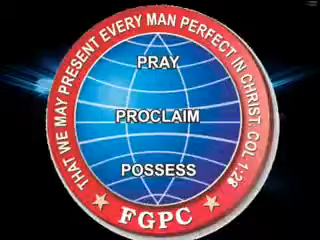 THAT WE MAY PRESENT EVERY MAN PERFECT IN CHRIST. COL 1:28
PRAY
PROCLAIM
POSSESS
FGPC